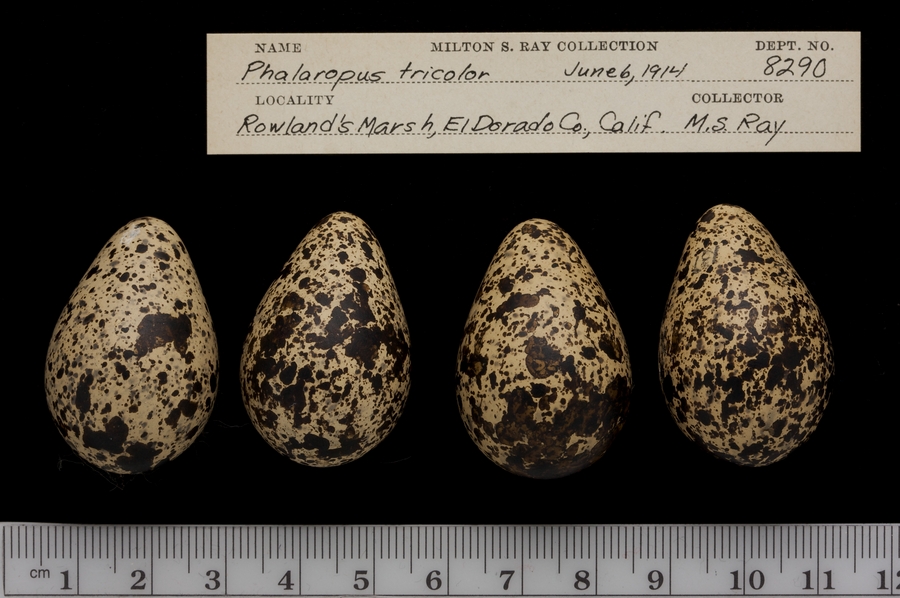 NAME MILTON S. RAY COLLECTION DEPT. NO.
Phalaropus tricolor June 6, 1914 8290
LOCALITY COLLECTOR
Rowland's Marsh, El Dorado Co., Calif. M.S. Ray
cm 1 2 3 4 5 6 7 8 9 10 11 12